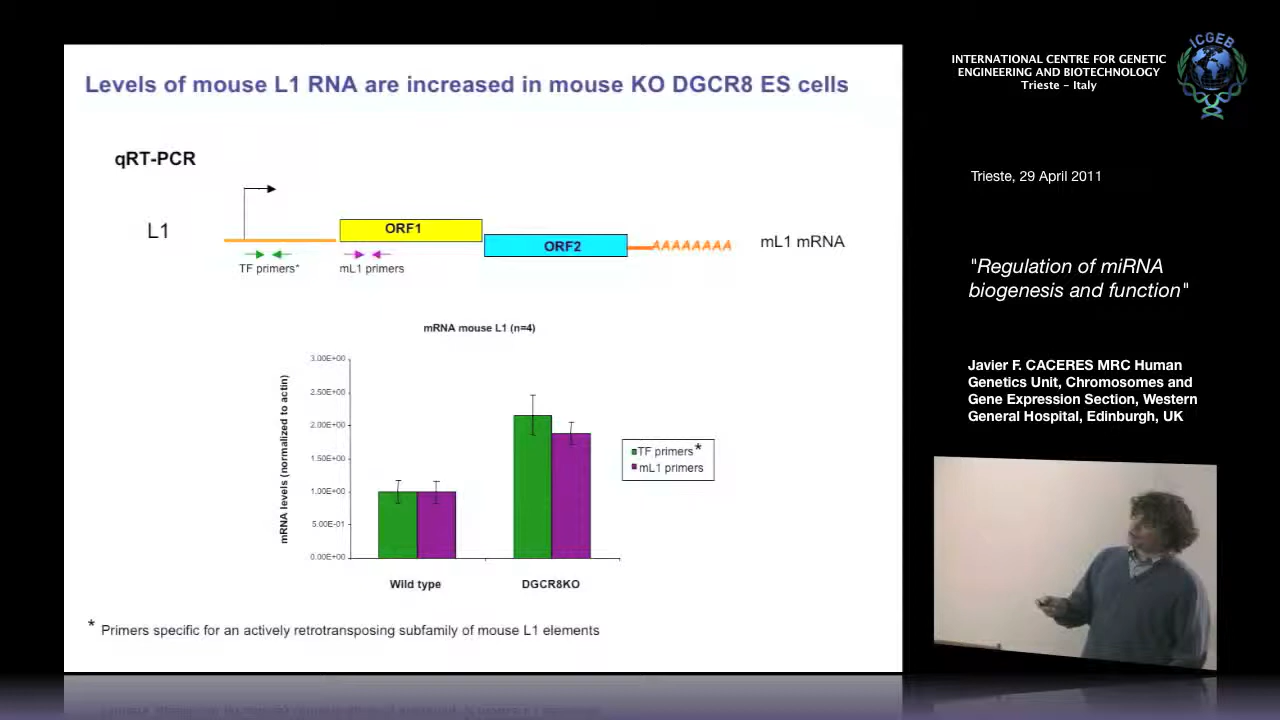 Levels of mouse L1 RNA are increased in mouse KO DGCR8 ES cells
qRT-PCR
L1
ORF1
ORF2
AAAAAAAA
mL1 mRNA
TF primers*
mL1 primers
mRNA mouse L1 (n=4)
mRNA levels (normalized to actin)
3.00E+00
2.50E+00
2.00E+00
1.50E+00
1.00E+00
5.00E-01
0.00E+00
Wild type
DGCR8KO
TF primers*
mL1 primers
* Primers specific for an actively retrotransposing subfamily of mouse L1 elements
INTERNATIONAL CENTRE FOR GENETIC
ENGINEERING AND BIOTECHNOLOGY
Trieste - Italy
ICGEB
Trieste, 29 April 2011
"Regulation of miRNA
biogenesis and function"
Javier F. CACERES MRC Human
Genetics Unit, Chromosomes and
Gene Expression Section, Western
General Hospital, Edinburgh, UK